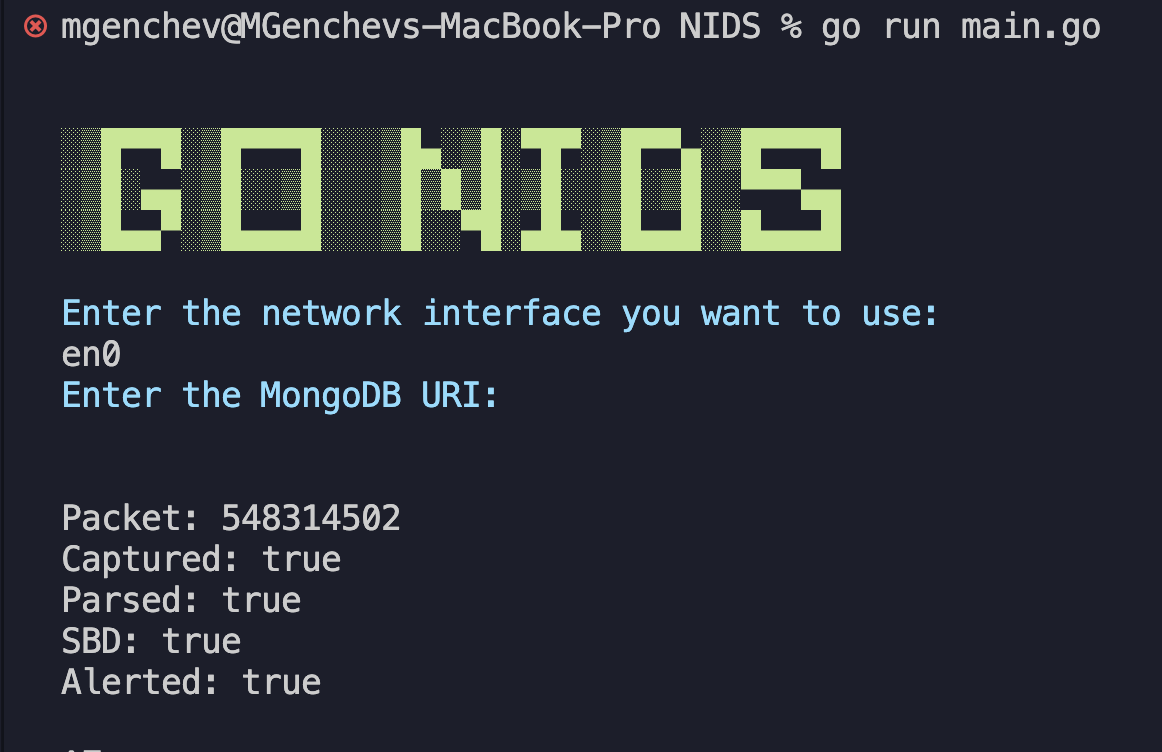 mgenchev@MGenchevs-MacBook-Pro NIDS % go run main.go
GO NIDS
Enter the network interface you want to use:
en0
Enter the MongoDB URI:
Packet: 548314502
Captured: true
Parsed: true
SBD: true
Alerted: true